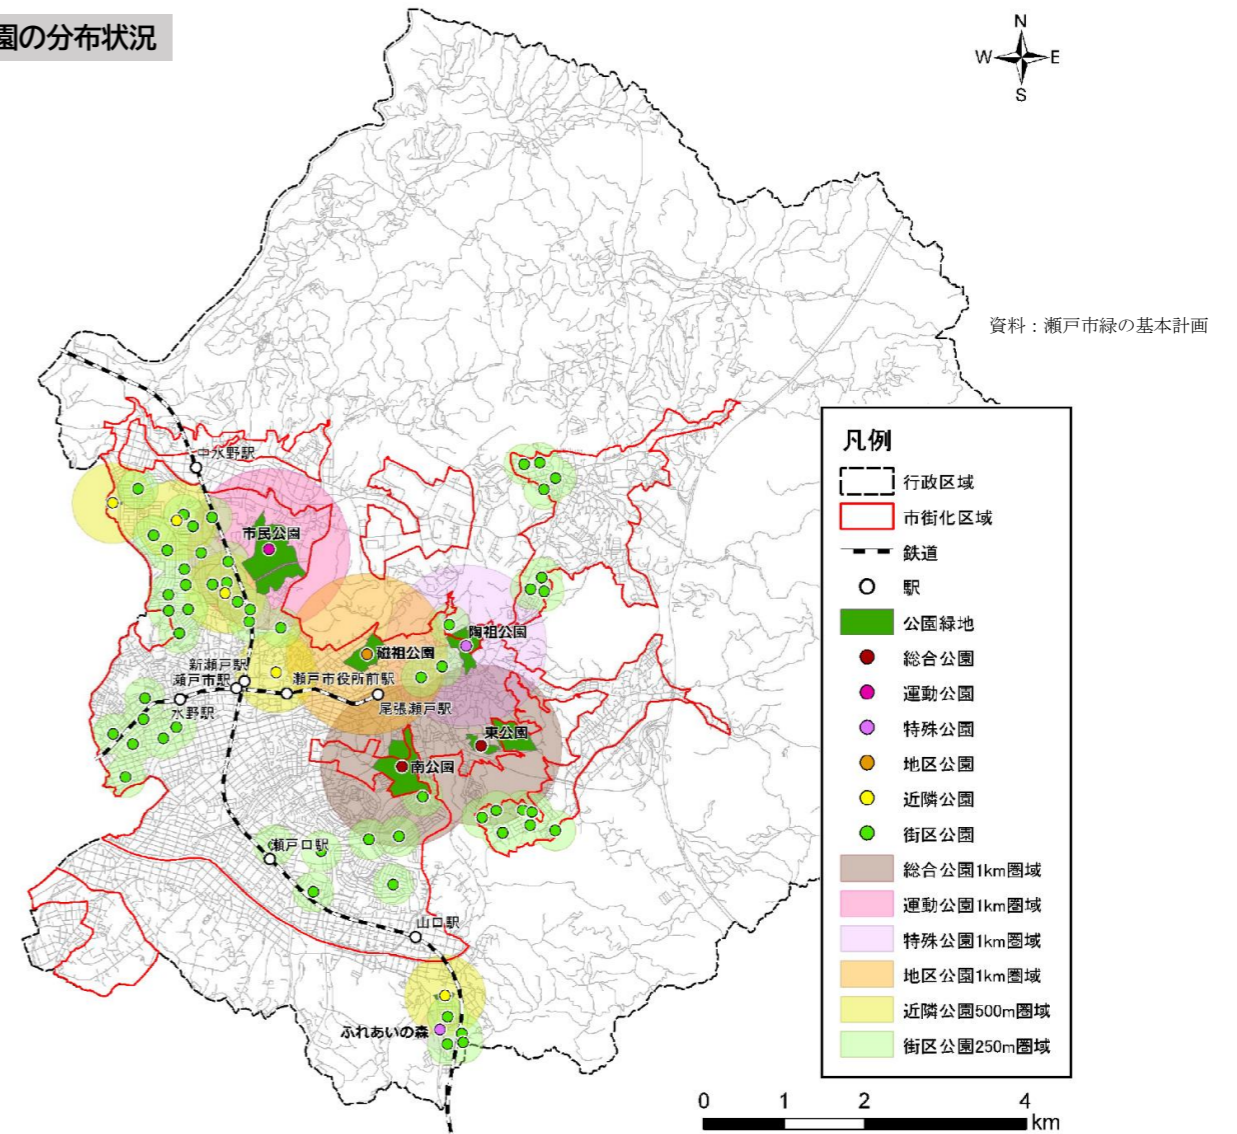 園の分布状況
N
W E
S
資料：瀬戸市緑の基本計画
中水野駅
市民公園
陶祖公園
磁祖公園
新瀬戸駅
瀬戸市駅
瀬戸市役所前駅
水野駅
尾張瀬戸駅
東公園
南公園
瀬戸口駅
山口駅
ふれあいの森
凡例
行政区域
市街化区域
鉄道
駅
公園緑地
総合公園
運動公園
特殊公園
地区公園
近隣公園
街区公園
総合公園1km圏域
運動公園1km圏域
特殊公園1km圏域
地区公園1km圏域
近隣公園500m圏域
街区公園250m圏域
0 1 2 4
km